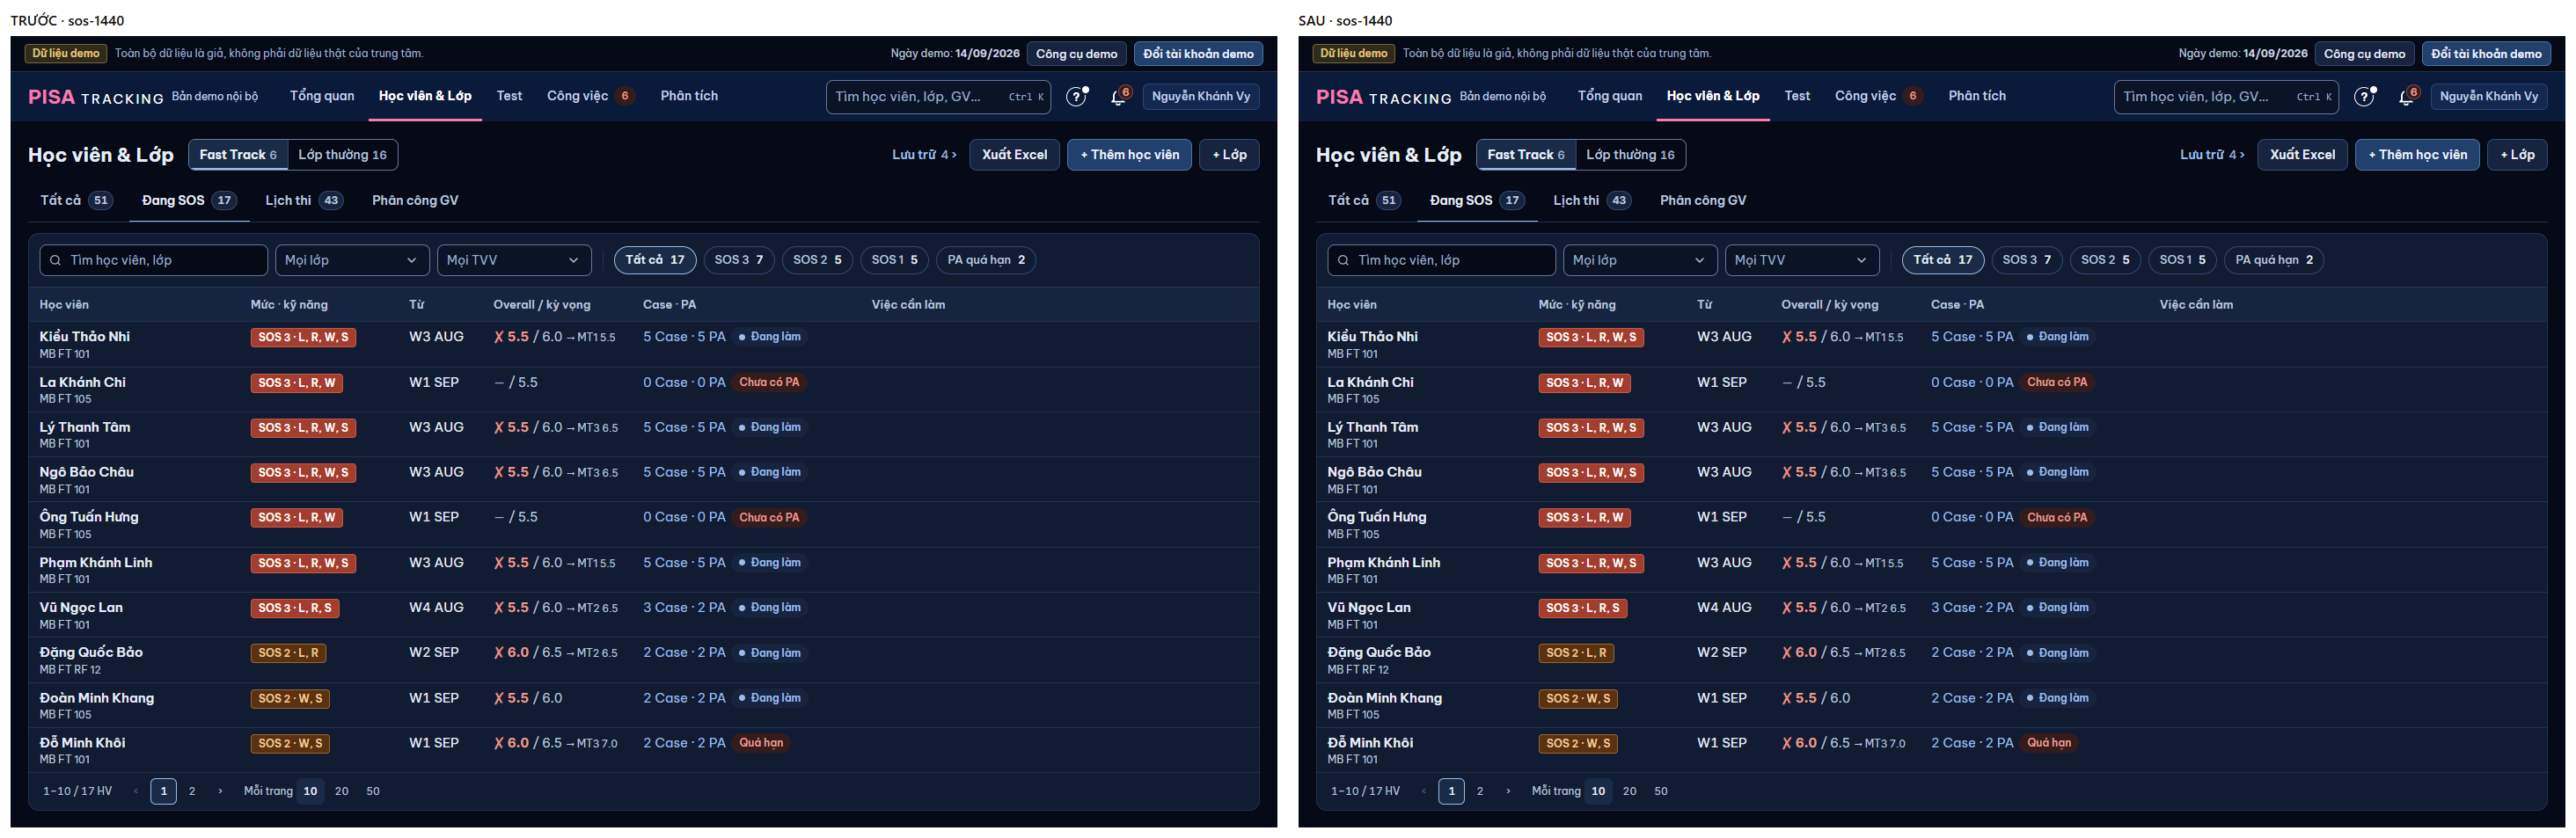 TRƯỚC · sos-1440
Dữ liệu demo Toàn bộ dữ liệu là giả, không phải dữ liệu thật của trung tâm. Ngày demo: 14/09/2026 Công cụ demo Đổi tài khoản demo
PISA TRACKING Bản demo nội bộ Tổng quan Học viên & Lớp Test Công việc 6 Phân tích Tìm học viên, lớp, GV... Ctrl K ? 6 Nguyễn Khánh Vy
Học viên & Lớp Fast Track 6 Lớp thường 16 Lưu trữ 4 › Xuất Excel + Thêm học viên + Lớp
Tất cả 51 Đang SOS 17 Lịch thi 43 Phân công GV
Tìm học viên, lớp Mọi lớp Mọi TVV Tất cả 17 SOS 3 7 SOS 2 5 SOS 1 5 PA quá hạn 2
Học viên Mức · kỹ năng Từ Overall / kỳ vọng Case · PA Việc cần làm
Kiều Thảo Nhi SOS 3 · L, R, W, S W3 AUG ✗ 5.5 / 6.0 → MT1 5.5 5 Case · 5 PA Đang làm
MB FT 101
La Khánh Chi SOS 3 · L, R, W W1 SEP – / 5.5 0 Case · 0 PA Chưa có PA
MB FT 105
Lý Thanh Tâm SOS 3 · L, R, W, S W3 AUG ✗ 5.5 / 6.0 → MT3 6.5 5 Case · 5 PA Đang làm
MB FT 101
Ngô Bảo Châu SOS 3 · L, R, W, S W3 AUG ✗ 5.5 / 6.0 → MT3 6.5 5 Case · 5 PA Đang làm
MB FT 101
Ông Tuấn Hưng SOS 3 · L, R, W W1 SEP – / 5.5 0 Case · 0 PA Chưa có PA
MB FT 105
Phạm Khánh Linh SOS 3 · L, R, W, S W3 AUG ✗ 5.5 / 6.0 → MT1 5.5 5 Case · 5 PA Đang làm
MB FT 101
Vũ Ngọc Lan SOS 3 · L, R, S W4 AUG ✗ 5.5 / 6.0 → MT2 6.5 3 Case · 2 PA Đang làm
MB FT 101
Đặng Quốc Bảo SOS 2 · L, R W2 SEP ✗ 6.0 / 6.5 → MT2 6.5 2 Case · 2 PA Đang làm
MB FT RF 12
Đoàn Minh Khang SOS 2 · W, S W1 SEP ✗ 5.5 / 6.0 2 Case · 2 PA Đang làm
MB FT 105
Đỗ Minh Khôi SOS 2 · W, S W1 SEP ✗ 6.0 / 6.5 → MT3 7.0 2 Case · 2 PA Quá hạn
MB FT 101
1–10 / 17 HV ‹ 1 2 › Mỗi trang 10 20 50
SAU · sos-1440
Dữ liệu demo Toàn bộ dữ liệu là giả, không phải dữ liệu thật của trung tâm. Ngày demo: 14/09/2026 Công cụ demo Đổi tài khoản demo
PISA TRACKING Bản demo nội bộ Tổng quan Học viên & Lớp Test Công việc 6 Phân tích Tìm học viên, lớp, GV... Ctrl K ? 6 Nguyễn Khánh Vy
Học viên & Lớp Fast Track 6 Lớp thường 16 Lưu trữ 4 › Xuất Excel + Thêm học viên + Lớp
Tất cả 51 Đang SOS 17 Lịch thi 43 Phân công GV
Tìm học viên, lớp Mọi lớp Mọi TVV Tất cả 17 SOS 3 7 SOS 2 5 SOS 1 5 PA quá hạn 2
Học viên Mức · kỹ năng Từ Overall / kỳ vọng Case · PA Việc cần làm
Kiều Thảo Nhi SOS 3 · L, R, W, S W3 AUG ✗ 5.5 / 6.0 → MT1 5.5 5 Case · 5 PA Đang làm
MB FT 101
La Khánh Chi SOS 3 · L, R, W W1 SEP – / 5.5 0 Case · 0 PA Chưa có PA
MB FT 105
Lý Thanh Tâm SOS 3 · L, R, W, S W3 AUG ✗ 5.5 / 6.0 → MT3 6.5 5 Case · 5 PA Đang làm
MB FT 101
Ngô Bảo Châu SOS 3 · L, R, W, S W3 AUG ✗ 5.5 / 6.0 → MT3 6.5 5 Case · 5 PA Đang làm
MB FT 101
Ông Tuấn Hưng SOS 3 · L, R, W W1 SEP – / 5.5 0 Case · 0 PA Chưa có PA
MB FT 105
Phạm Khánh Linh SOS 3 · L, R, W, S W3 AUG ✗ 5.5 / 6.0 → MT1 5.5 5 Case · 5 PA Đang làm
MB FT 101
Vũ Ngọc Lan SOS 3 · L, R, S W4 AUG ✗ 5.5 / 6.0 → MT2 6.5 3 Case · 2 PA Đang làm
MB FT 101
Đặng Quốc Bảo SOS 2 · L, R W2 SEP ✗ 6.0 / 6.5 → MT2 6.5 2 Case · 2 PA Đang làm
MB FT RF 12
Đoàn Minh Khang SOS 2 · W, S W1 SEP ✗ 5.5 / 6.0 2 Case · 2 PA Đang làm
MB FT 105
Đỗ Minh Khôi SOS 2 · W, S W1 SEP ✗ 6.0 / 6.5 → MT3 7.0 2 Case · 2 PA Quá hạn
MB FT 101
1–10 / 17 HV ‹ 1 2 › Mỗi trang 10 20 50